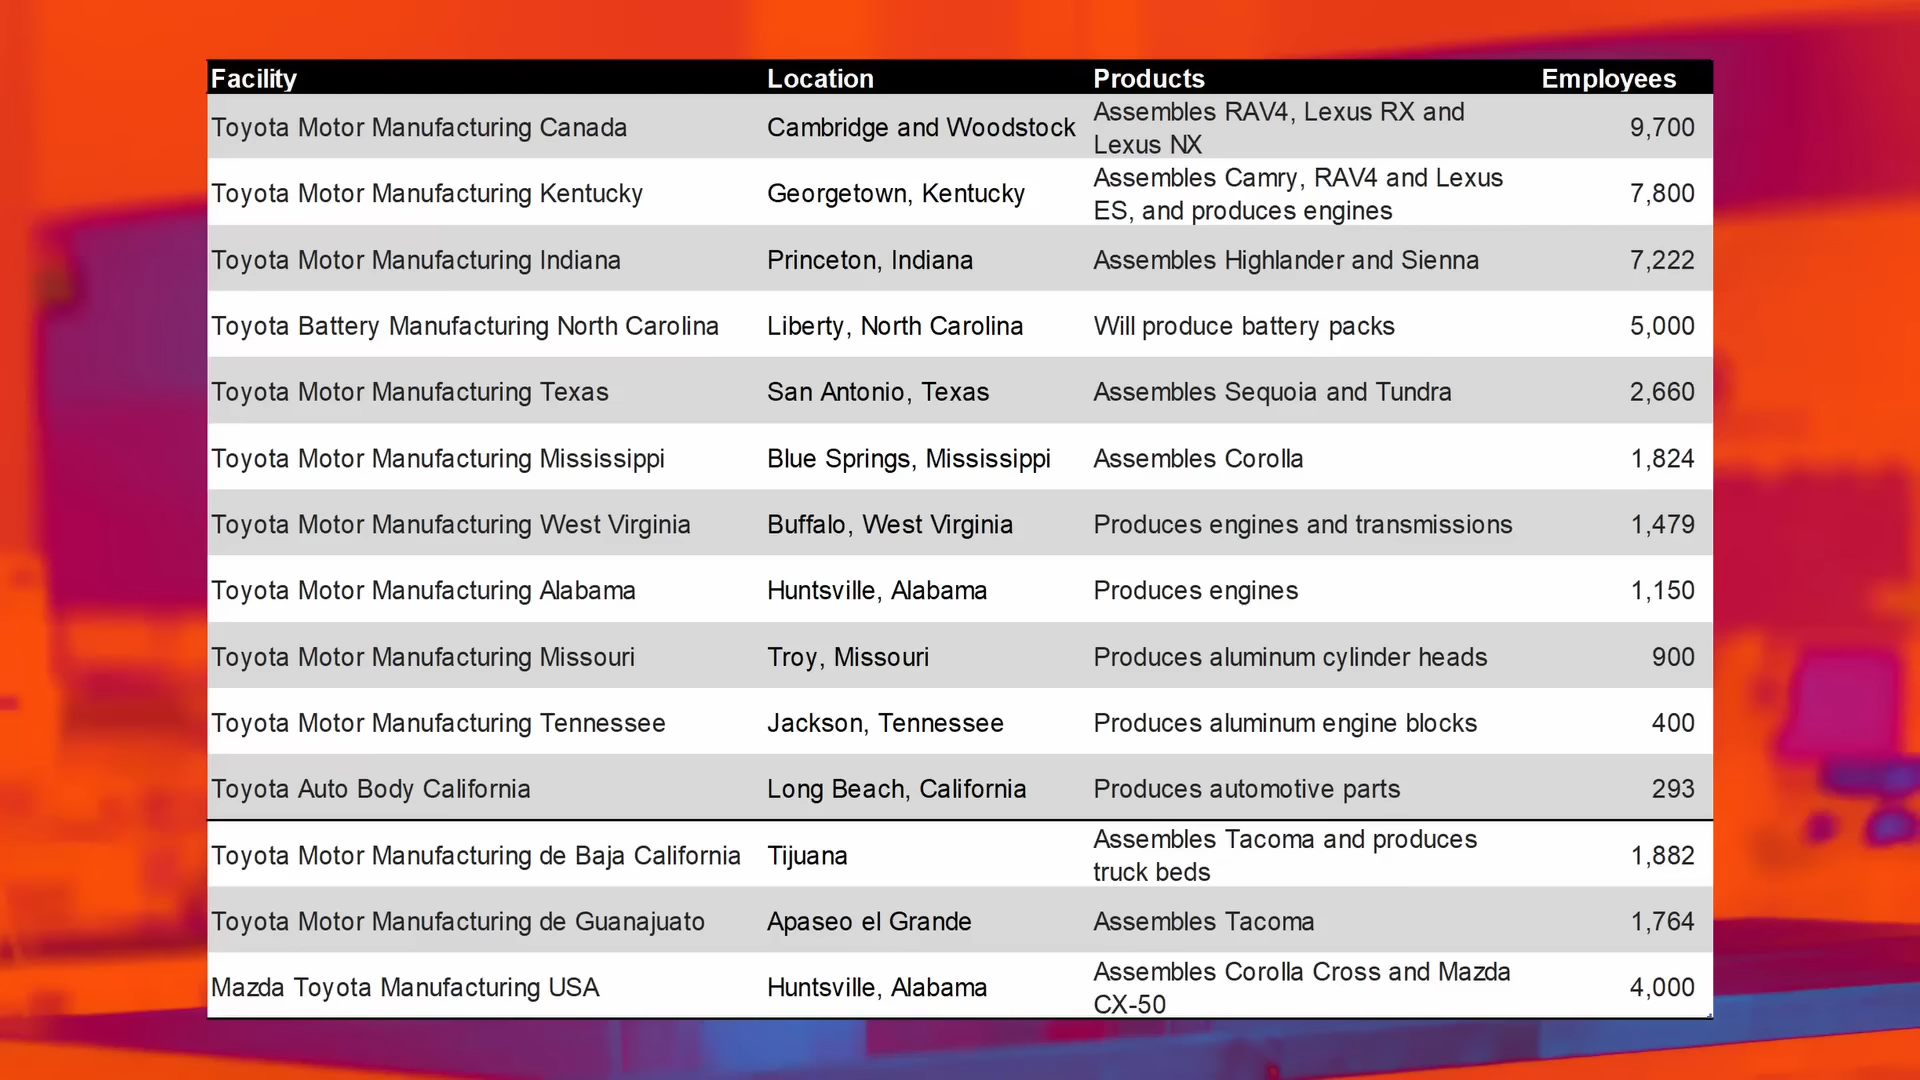 Facility Location Products Employees
Toyota Motor Manufacturing Canada Cambridge and Woodstock Assembles RAV4, Lexus RX and
Lexus NX 9,700
Toyota Motor Manufacturing Kentucky Georgetown, Kentucky Assembles Camry, RAV4 and Lexus
ES, and produces engines 7,800
Toyota Motor Manufacturing Indiana Princeton, Indiana Assembles Highlander and Sienna 7,222
Toyota Battery Manufacturing North Carolina Liberty, North Carolina Will produce battery packs 5,000
Toyota Motor Manufacturing Texas San Antonio, Texas Assembles Sequoia and Tundra 2,660
Toyota Motor Manufacturing Mississippi Blue Springs, Mississippi Assembles Corolla 1,824
Toyota Motor Manufacturing West Virginia Buffalo, West Virginia Produces engines and transmissions 1,479
Toyota Motor Manufacturing Alabama Huntsville, Alabama Produces engines 1,150
Toyota Motor Manufacturing Missouri Troy, Missouri Produces aluminum cylinder heads 900
Toyota Motor Manufacturing Tennessee Jackson, Tennessee Produces aluminum engine blocks 400
Toyota Auto Body California Long Beach, California Produces automotive parts 293
Toyota Motor Manufacturing de Baja California Tijuana Assembles Tacoma and produces
truck beds 1,882
Toyota Motor Manufacturing de Guanajuato Apaseo el Grande Assembles Tacoma 1,764
Mazda Toyota Manufacturing USA Huntsville, Alabama Assembles Corolla Cross and Mazda
CX-50 4,000